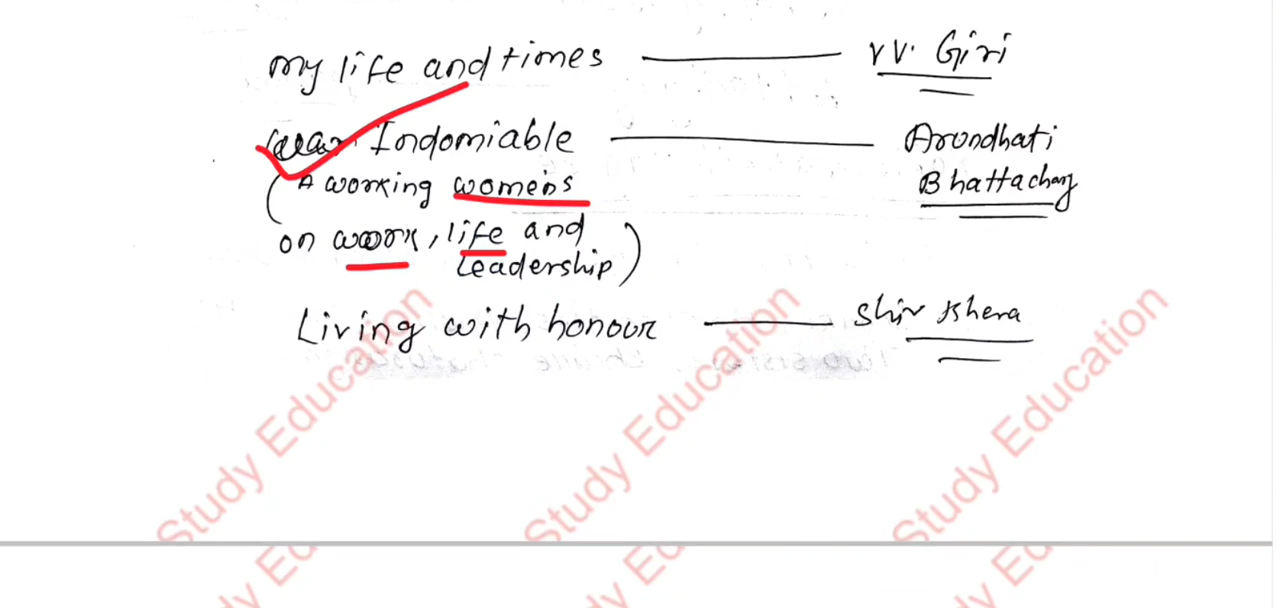 my life and times — VV. Giri
Indomiable — Arundhati
(A working womens Bhattachary
on work, life and
Leadership)
Living with honour — Shiv Khera
Study Education Study Education Study Education